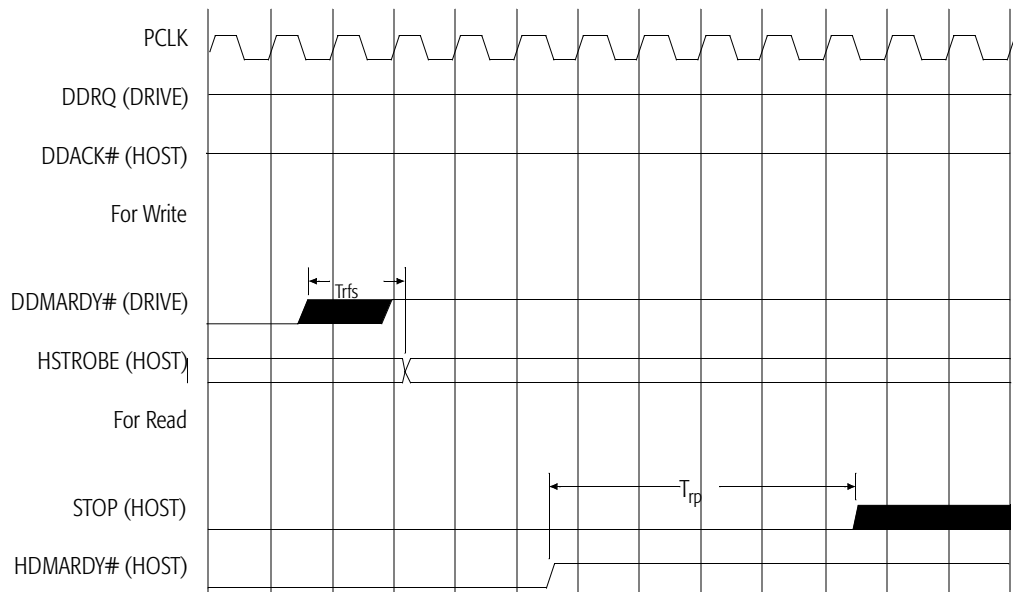 PCLK
DDRQ (DRIVE)
DDACK# (HOST)
For Write
Trfs
DDMARDY# (DRIVE)
HSTROBE (HOST)
For Read
Trp
STOP (HOST)
HDMARDY# (HOST)